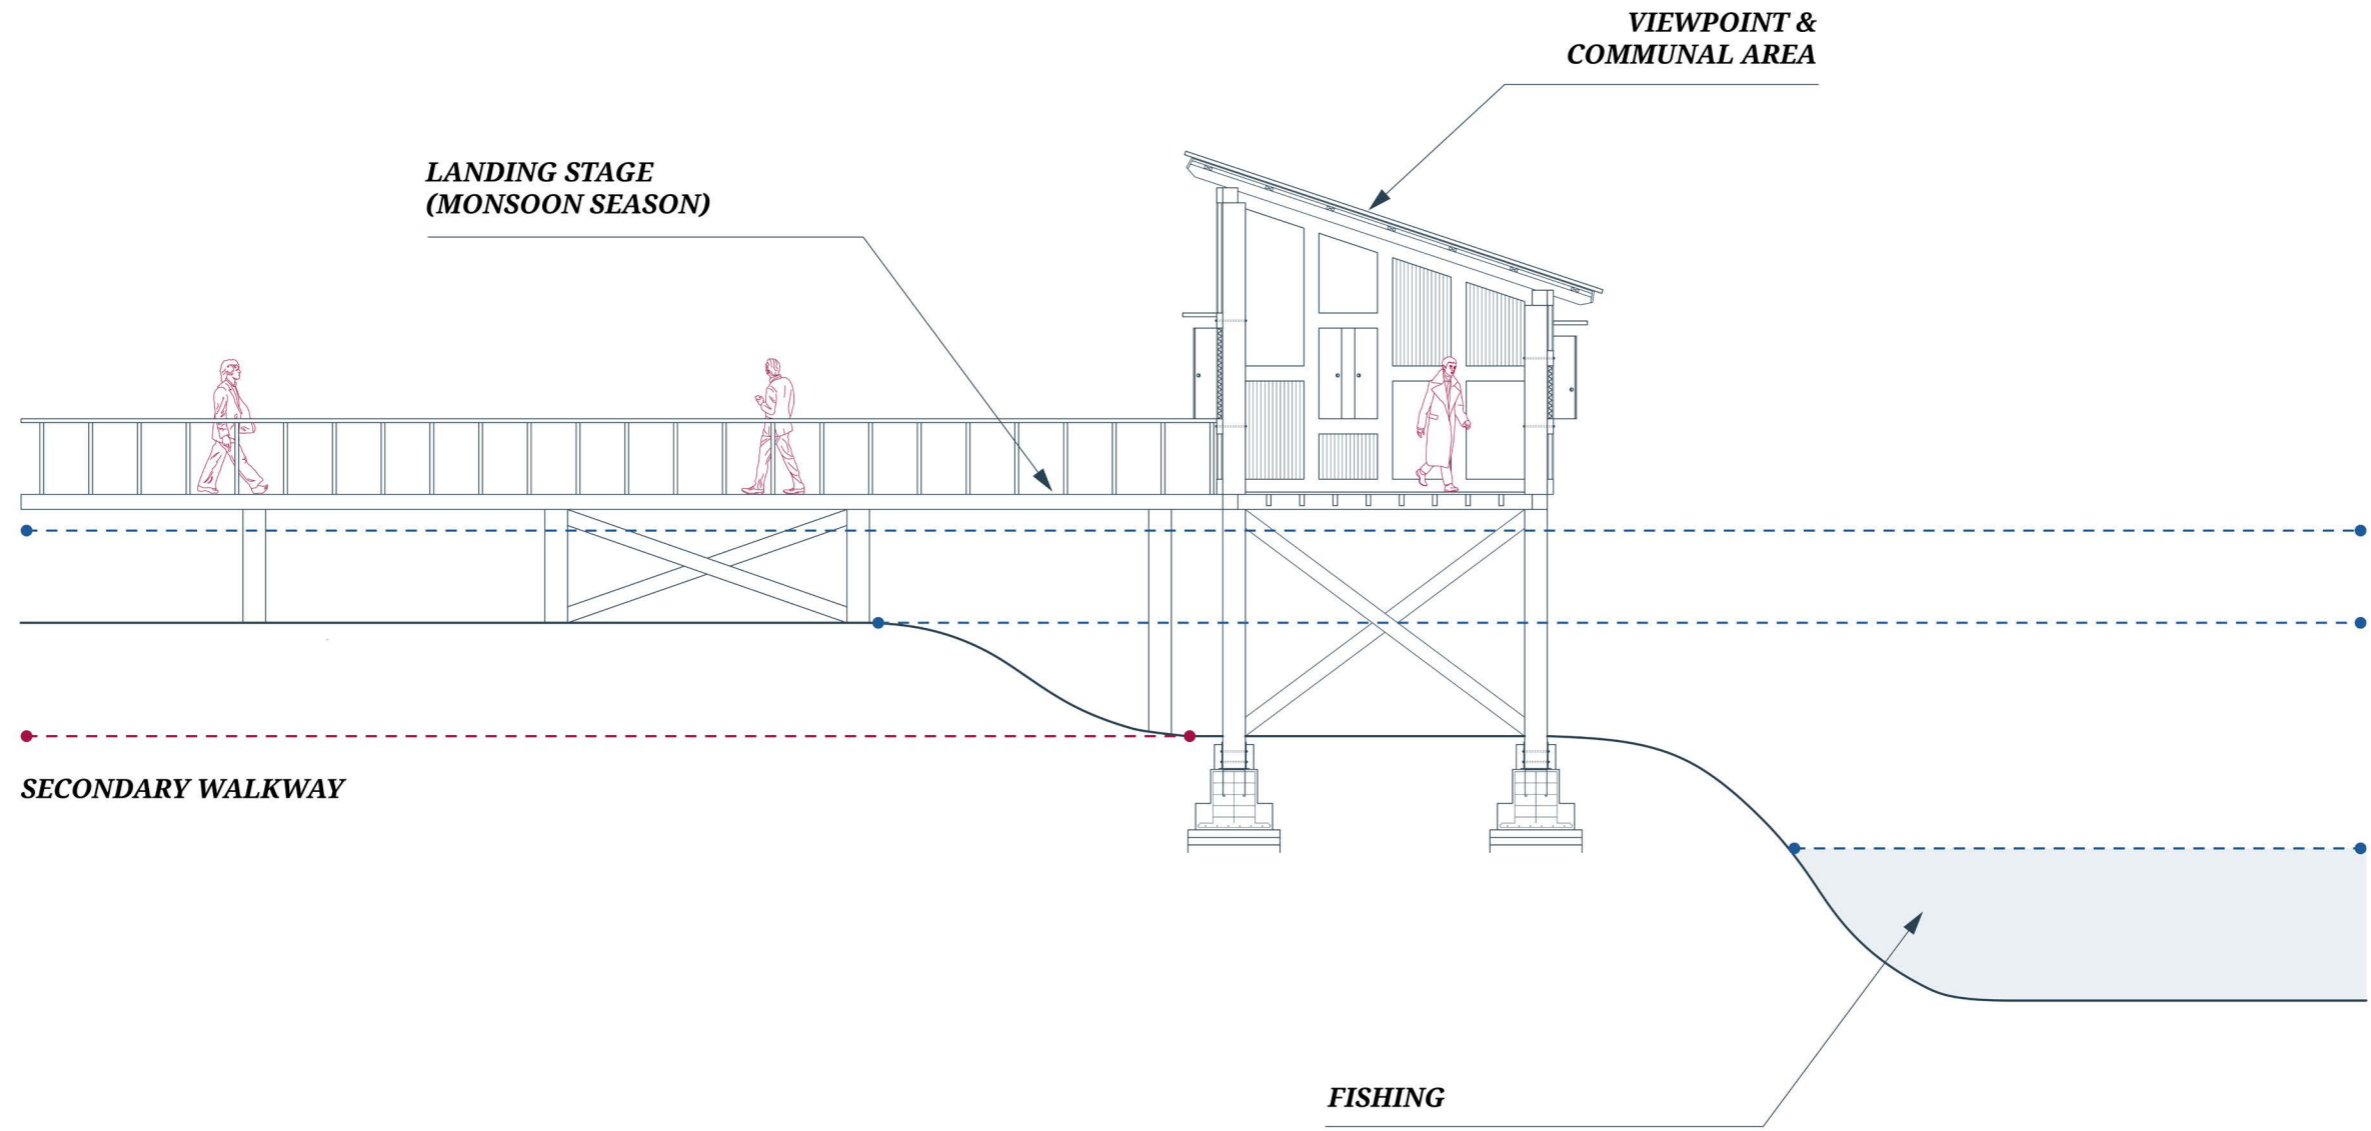 VIEWPOINT &
COMMUNAL AREA
LANDING STAGE
(MONSOON SEASON)
SECONDARY WALKWAY
FISHING